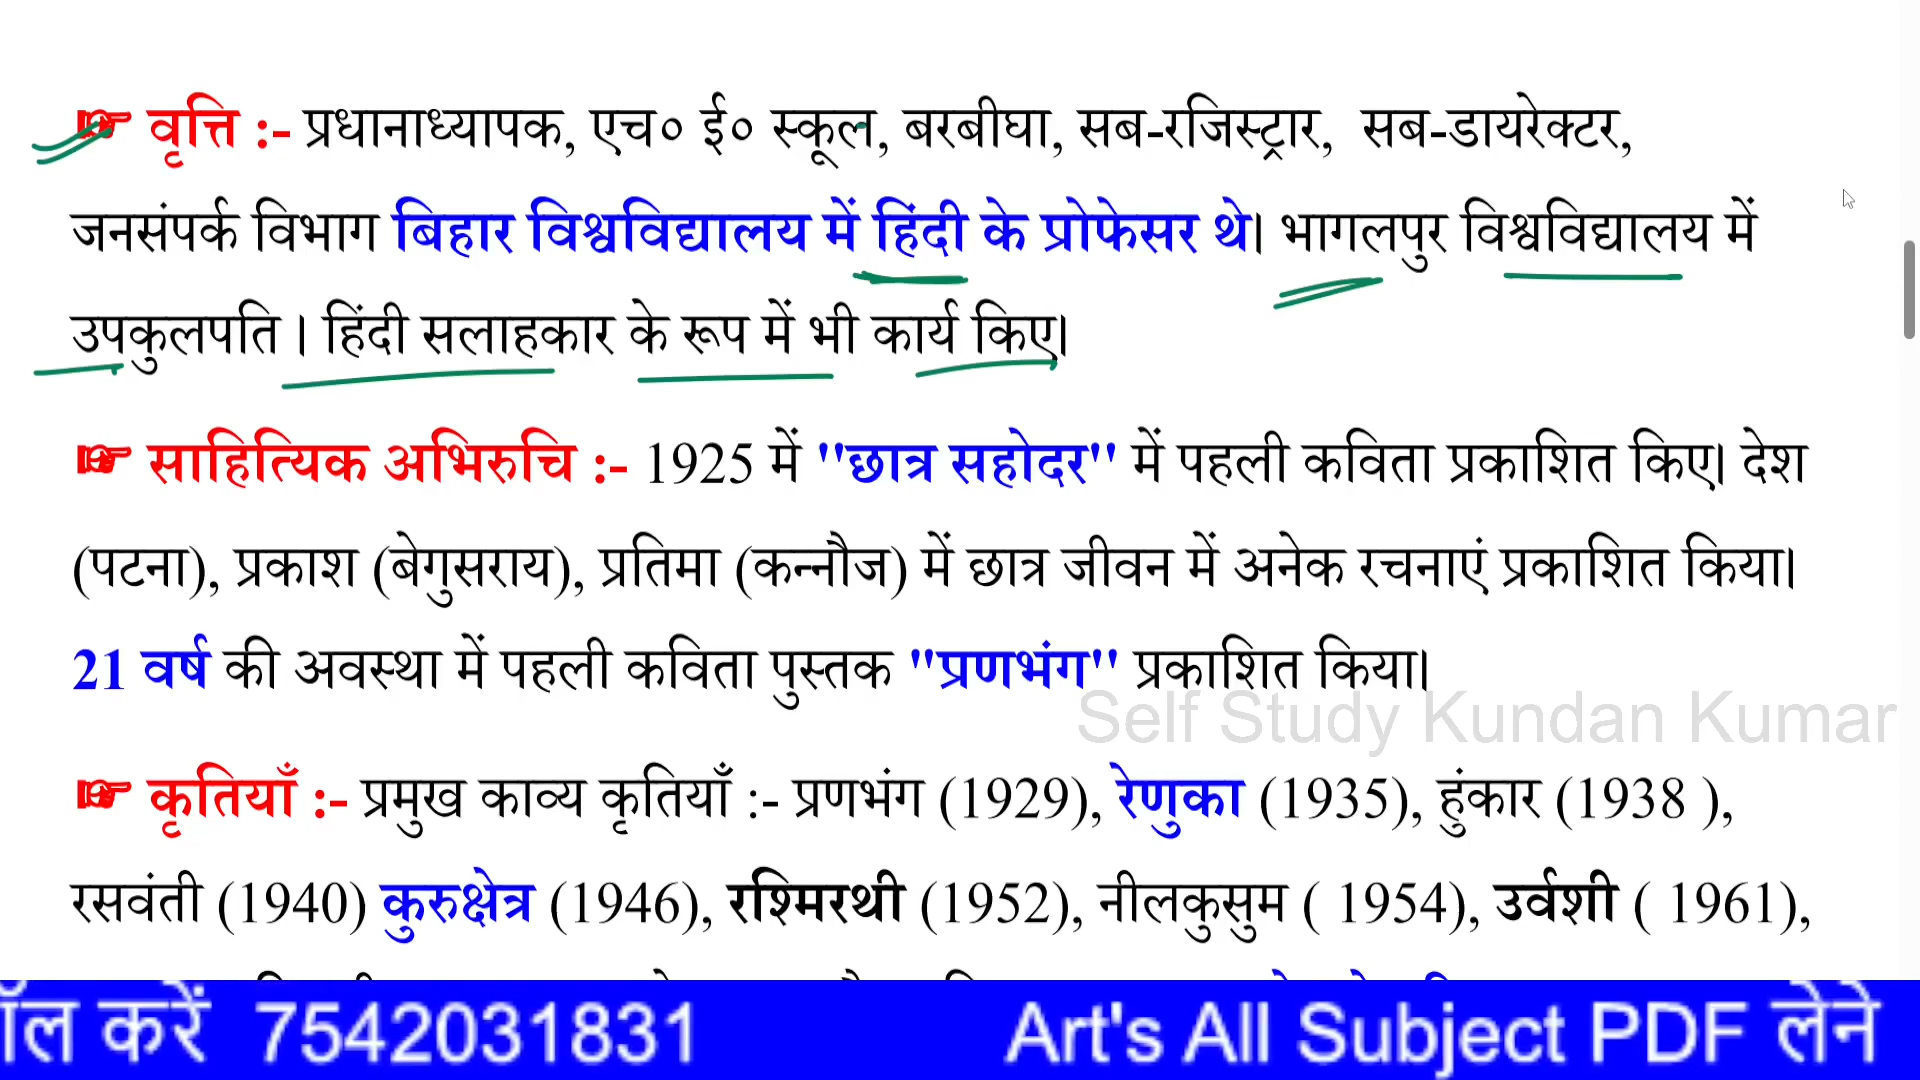 ☞ वृत्ति :- प्रधानाध्यापक, एच० ई० स्कूल, बरबीघा, सब-रजिस्ट्रार, सब-डायरेक्टर,
जनसंपर्क विभाग बिहार विश्वविद्यालय में हिंदी के प्रोफेसर थे। भागलपुर विश्वविद्यालय में
उपकुलपति । हिंदी सलाहकार के रूप में भी कार्य किए।
☞ साहित्यिक अभिरुचि :- 1925 में ''छात्र सहोदर'' में पहली कविता प्रकाशित किए। देश
(पटना), प्रकाश (बेगुसराय), प्रतिमा (कन्नौज) में छात्र जीवन में अनेक रचनाएं प्रकाशित किया।
21 वर्ष की अवस्था में पहली कविता पुस्तक "प्रणभंग'' प्रकाशित किया।
Self Study Kundan Kumar
☞ कृतियाँ :- प्रमुख काव्य कृतियाँ :- प्रणभंग (1929), रेणुका (1935), हुंकार (1938 ),
रसवंती (1940) कुरुक्षेत्र (1946), रश्मिरथी (1952), नीलकुसुम ( 1954), उर्वशी ( 1961),
करें 7542031831 Art's All Subject PDF लेने